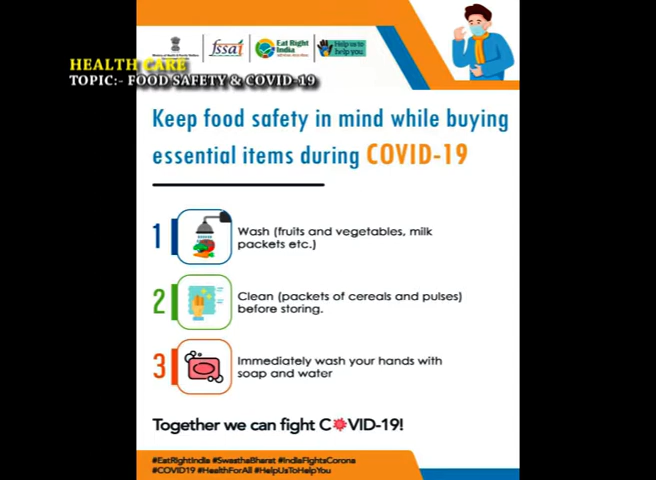 fssai
Eat Right
India
Help us to
help you
HEALTH CARE
TOPIC:- FOOD SAFETY & COVID-19
Keep food safety in mind while buying
essential items during COVID-19
1
Wash (fruits and vegetables, milk
packets etc.)
2
Clean (packets of cereals and pulses)
before storing.
3
Immediately wash your hands with
soap and water
Together we can fight COVID-19!
#EatRightIndia #SwasthaBharat #IndiaFightsCorona
#COVID19 #HealthForAll #HelpUsToHelpYou